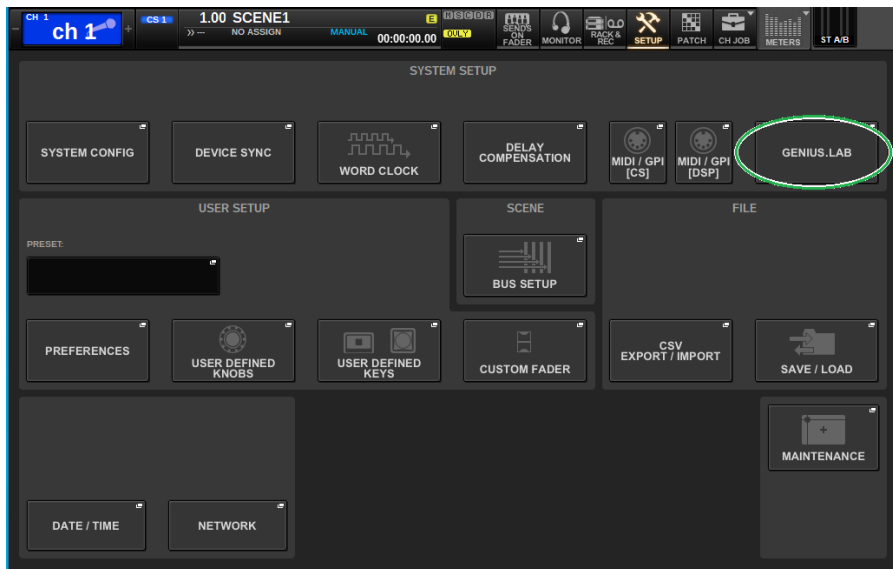 CH 1
ch 1
CS 1
1.00 SCENE1
E
NO ASSIGN
MANUAL
00:00:00.00
SENDS
ON
FADER
MONITOR
RACK &
REC
SETUP
PATCH
CH JOB
METERS
ST A/B
SYSTEM SETUP
SYSTEM CONFIG
DEVICE SYNC
WORD CLOCK
DELAY
COMPENSATION
MIDI / GPI
[CS]
MIDI / GPI
[DSP]
GENIUS.LAB
USER SETUP
SCENE
FILE
PRESET:
BUS SETUP
PREFERENCES
USER DEFINED
KNOBS
USER DEFINED
KEYS
CUSTOM FADER
CSV
EXPORT / IMPORT
SAVE / LOAD
MAINTENANCE
DATE / TIME
NETWORK